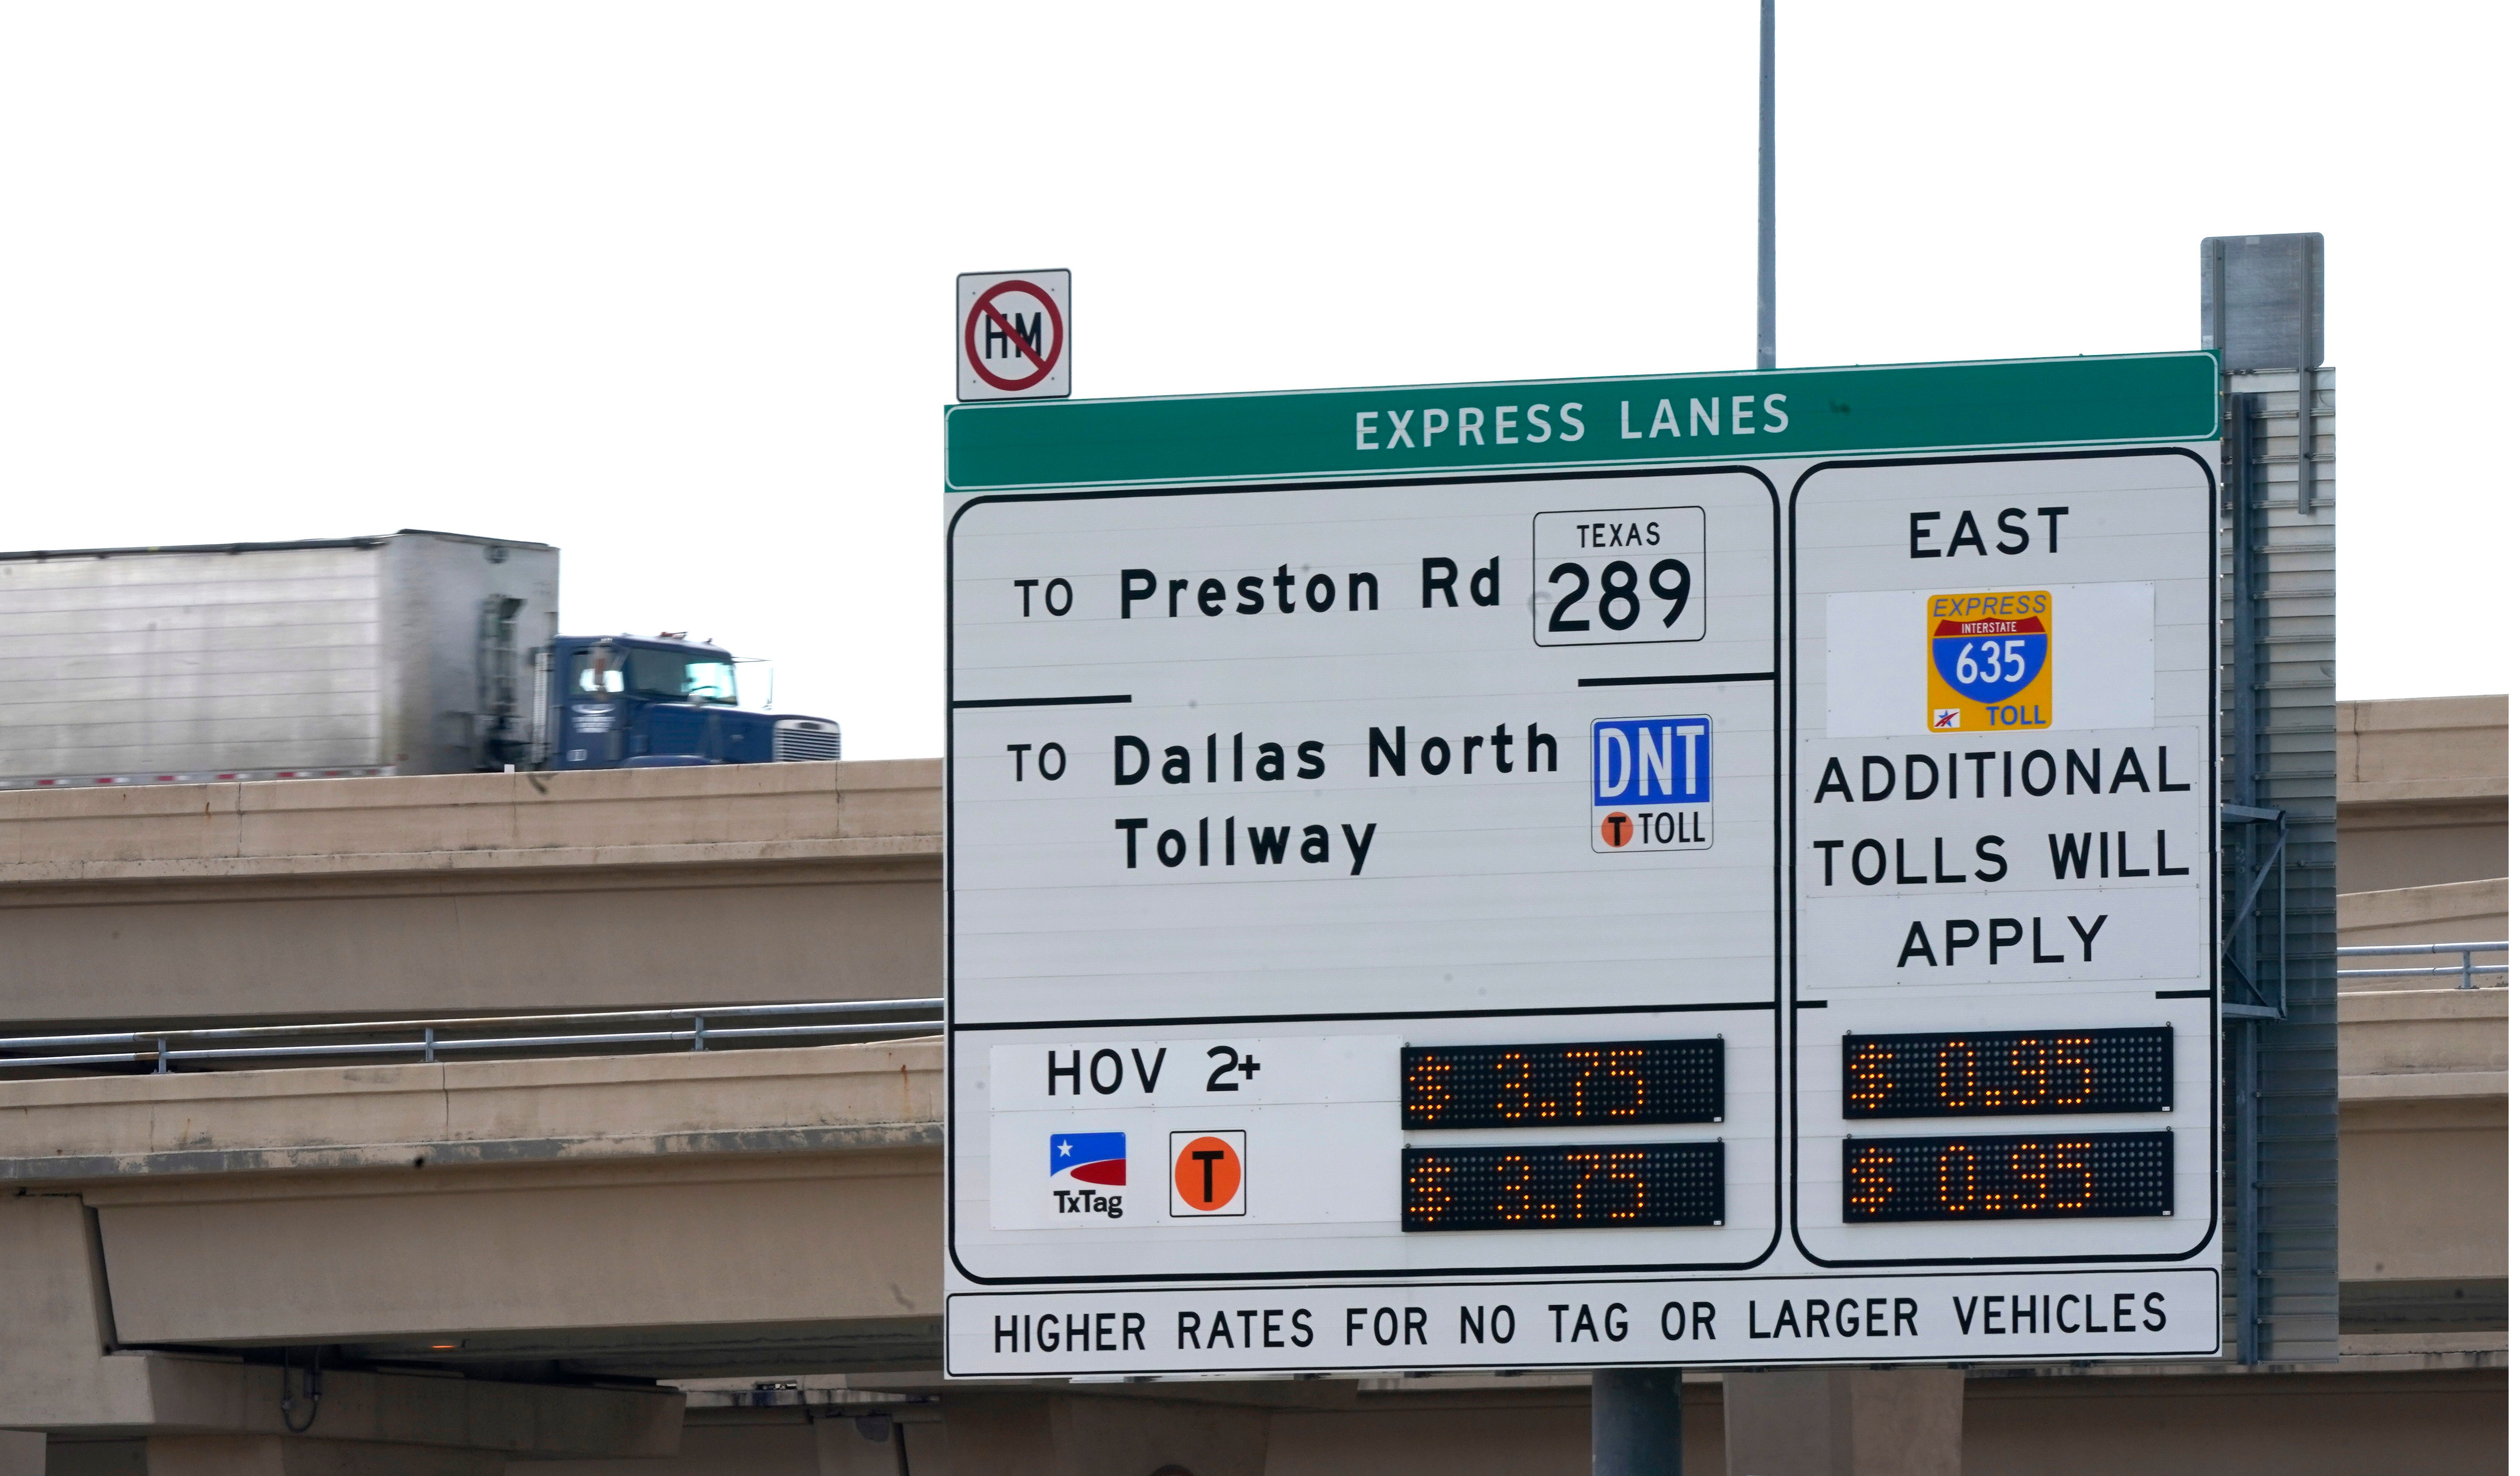 HM
EXPRESS LANES
TO Preston Rd
TEXAS
289
TO Dallas North
Tollway
DNT
T TOLL
HOV 2+
$ 3.75
TxTag
T
$ 3.75
EAST
EXPRESS
INTERSTATE
635
TOLL
ADDITIONAL
TOLLS WILL
APPLY
$ 0.95
$ 0.95
HIGHER RATES FOR NO TAG OR LARGER VEHICLES